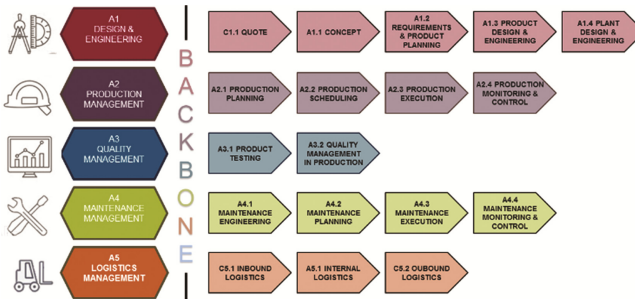 A1
DESIGN &
ENGINEERING
C1.1 QUOTE
A1.1 CONCEPT
A1.2
REQUIREMENTS
& PRODUCT
PLANNING
A1.3 PRODUCT
DESIGN &
ENGINEERING
A1.4 PLANT
DESIGN &
ENGINEERING
BACKBONE
A2
PRODUCTION
MANAGEMENT
A2.1 PRODUCTION
PLANNING
A2.2 PRODUCTION
SCHEDULING
A2.3 PRODUCTION
EXECUTION
A2.4 PRODUCTION
MONITORING &
CONTROL
A3
QUALITY
MANAGEMENT
A3.1 PRODUCT
TESTING
A3.2 QUALITY
MANAGEMENT
IN PRODUCTION
A4
MAINTENANCE
MANAGEMENT
A4.1
MAINTENANCE
ENGINEERING
A4.2
MAINTENANCE
PLANNING
A4.3
MAINTENANCE
EXECUTION
A4.4
MAINTENANCE
MONITORING &
CONTROL
A5
LOGISTICS
MANAGEMENT
C5.1 INBOUND
LOGISTICS
A5.1 INTERNAL
LOGISTICS
C5.2 OUBOUND
LOGISTICS